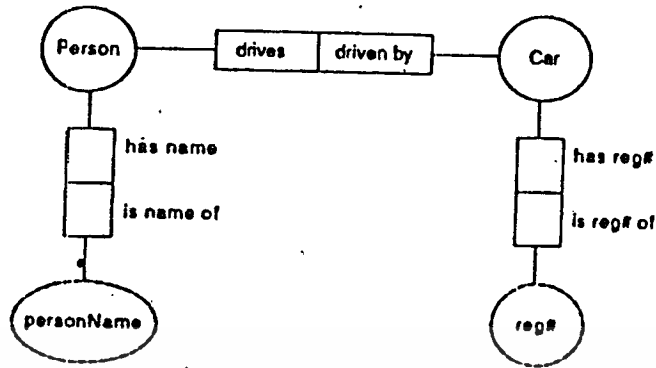 Person
drives
driven by
Car
has name
has reg#
is name of
is reg# of
personName
reg#